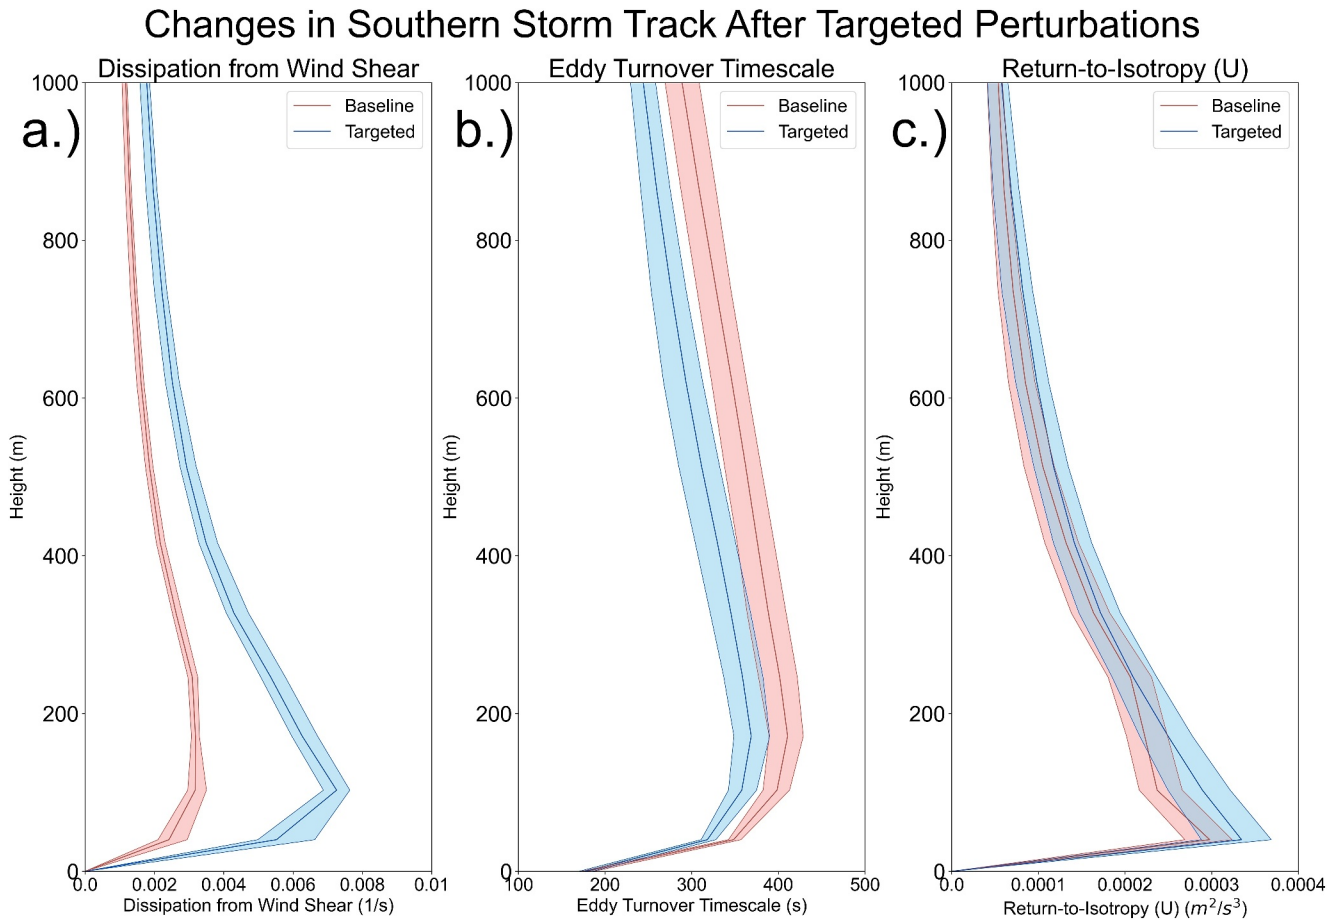 Changes in Southern Storm Track After Targeted Perturbations
Dissipation from Wind Shear
a.)
Baseline
Targeted
1000
800
600
400
200
0
Height (m)
0.0 0.002 0.004 0.006 0.008 0.01
Dissipation from Wind Shear (1/s)
Eddy Turnover Timescale
b.)
Baseline
Targeted
1000
800
600
400
200
0
Height (m)
100 200 300 400 500
Eddy Turnover Timescale (s)
Return-to-Isotropy (U)
c.)
Baseline
Targeted
1000
800
600
400
200
0
Height (m)
0.0 0.0001 0.0002 0.0003 0.0004
Return-to-Isotropy (U) (m²/s³)